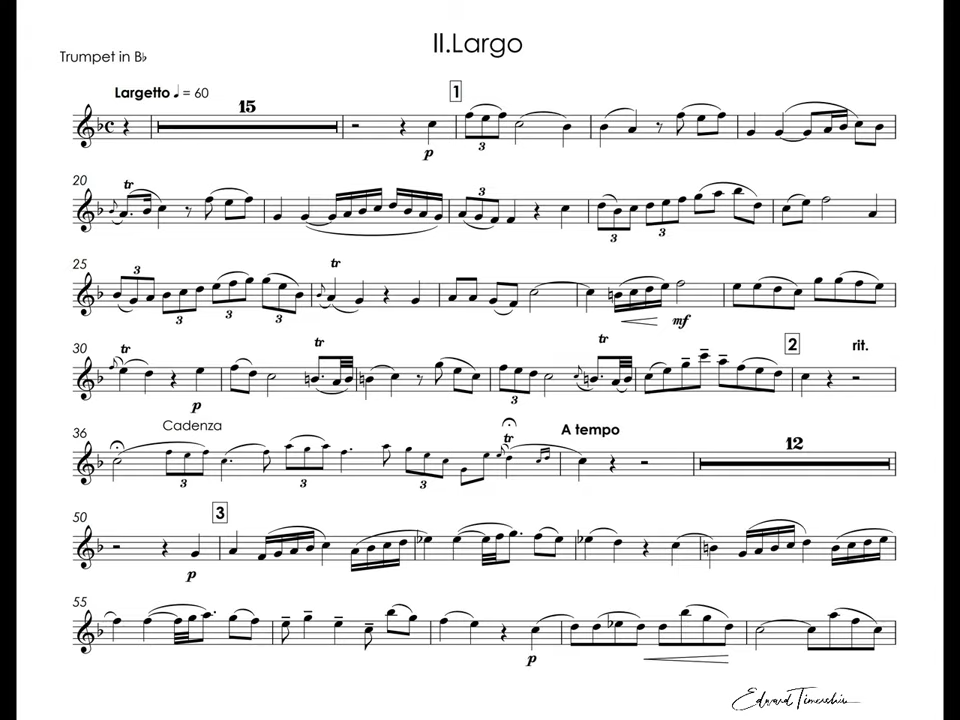 II.Largo
Trumpet in B♭
Largetto ♩ = 60
15
1
p
3
20
tr
3
3
3
25
3
3
3
3
tr
mf
30
tr
tr
tr
2
rit.
p
3
36
Cadenza
tr
A tempo
12
3
3
3
50
3
p
55
p
Edward Timerchin